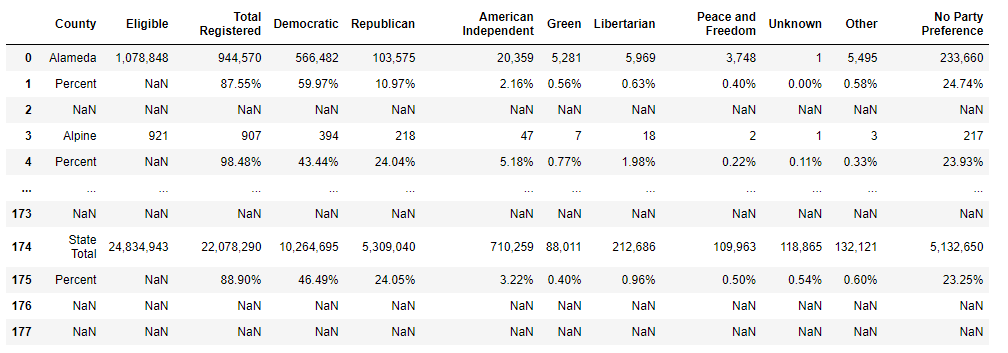 County Eligible Total Registered Democratic Republican American Independent Green Libertarian Peace and Freedom Unknown Other No Party Preference
0 Alameda 1,078,848 944,570 566,482 103,575 20,359 5,281 5,969 3,748 1 5,495 233,660
1 Percent NaN 87.55% 59.97% 10.97% 2.16% 0.56% 0.63% 0.40% 0.00% 0.58% 24.74%
2 NaN NaN NaN NaN NaN NaN NaN NaN NaN NaN NaN NaN
3 Alpine 921 907 394 218 47 7 18 2 1 3 217
4 Percent NaN 98.48% 43.44% 24.04% 5.18% 0.77% 1.98% 0.22% 0.11% 0.33% 23.93%
... ... ... ... ... ... ... ... ... ... ... ... ...
173 NaN NaN NaN NaN NaN NaN NaN NaN NaN NaN NaN NaN
174 State Total 24,834,943 22,078,290 10,264,695 5,309,040 710,259 88,011 212,686 109,963 118,865 132,121 5,132,650
175 Percent NaN 88.90% 46.49% 24.05% 3.22% 0.40% 0.96% 0.50% 0.54% 0.60% 23.25%
176 NaN NaN NaN NaN NaN NaN NaN NaN NaN NaN NaN NaN
177 NaN NaN NaN NaN NaN NaN NaN NaN NaN NaN NaN NaN